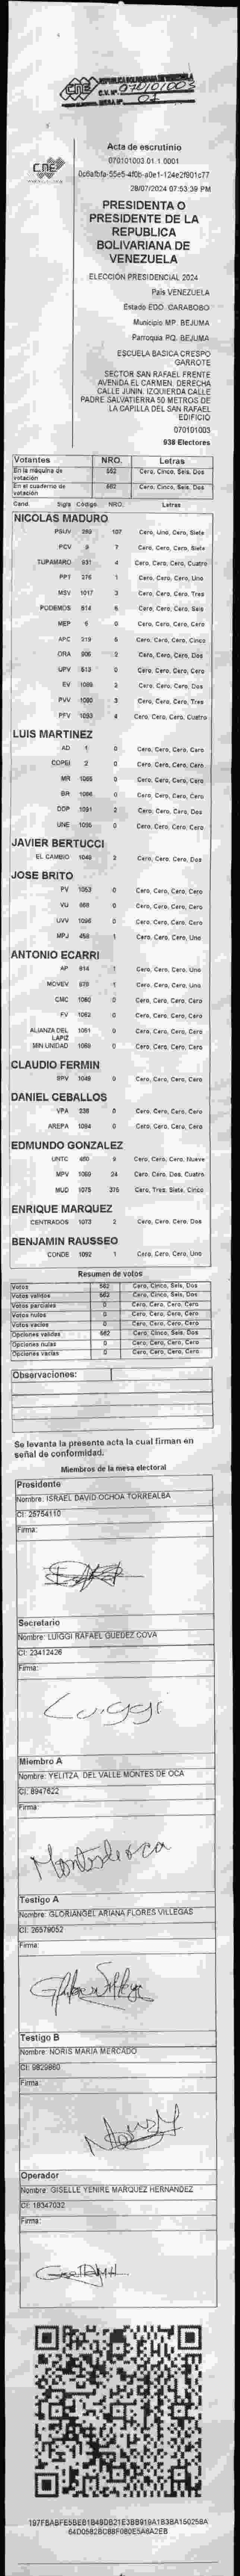 CNE
REPUBLICA BOLIVARIANA DE VENEZUELA
C.V. Nº 070101003
MESA Nº 01
CNE
Acta de escrutinio
070101003.01.1.0001
28/07/2024 07:53:39 PM
PRESIDENTA O
PRESIDENTE DE LA
REPUBLICA
BOLIVARIANA DE
VENEZUELA
ELECCIÓN PRESIDENCIAL 2024
País VENEZUELA
Estado EDO. CARABOBO
Municipio MP. BEJUMA
Parroquia PQ. BEJUMA
ESCUELA BASICA CRESPO
GARROTE
SECTOR SAN RAFAEL FRENTE
AVENIDA EL CARMEN. DERECHA
CALLE JUNIN. IZQUIERDA CALLE
PADRE SALVATIERRA 50 METROS DE
LA CAPILLA DEL SAN RAFAEL
EDIFICIO
070101003
938 Electores
Votantes NRO. Letras
En la máquina de votación 562 Cero, Cinco, Seis, Dos
En el cuaderno de votación 562 Cero, Cinco, Seis, Dos
Cand. Sigla Código NRO. Letras
NICOLAS MADURO
PSUV 107 Cero, Uno, Cero, Siete
PCV 7 Cero, Cero, Cero, Siete
TUPAMARO 931 4 Cero, Cero, Cero, Cuatro
PPT 276 1 Cero, Cero, Cero, Uno
MSV 1017 3 Cero, Cero, Cero, Tres
PODEMOS 514 6 Cero, Cero, Cero, Seis
MEP 0 Cero, Cero, Cero, Cero
APC 219 5 Cero, Cero, Cero, Cinco
ORA 906 2 Cero, Cero, Cero, Dos
UPV 513 0 Cero, Cero, Cero, Cero
EV 1089 2 Cero, Cero, Cero, Dos
PVV 1090 3 Cero, Cero, Cero, Tres
PFV 1093 4 Cero, Cero, Cero, Cuatro
LUIS MARTINEZ
AD 1 0 Cero, Cero, Cero, Cero
COPEI 2 0 Cero, Cero, Cero, Cero
MR 0 Cero, Cero, Cero, Cero
BR 0 Cero, Cero, Cero, Cero
DDP 1091 2 Cero, Cero, Cero, Dos
UNE 1095 0 Cero, Cero, Cero, Cero
JAVIER BERTUCCI
EL CAMBIO 1048 2 Cero, Cero, Cero, Dos
JOSE BRITO
PV 1053 0 Cero, Cero, Cero, Cero
VU 668 0 Cero, Cero, Cero, Cero
UVV 1096 0 Cero, Cero, Cero, Cero
MPJ 458 1 Cero, Cero, Cero, Uno
ANTONIO ECARRI
AP 614 1 Cero, Cero, Cero, Uno
MOVEV 1 Cero, Cero, Cero, Uno
CMC 1060 0 Cero, Cero, Cero, Cero
FV 1062 0 Cero, Cero, Cero, Cero
ALIANZA DEL LAPIZ 1061 0 Cero, Cero, Cero, Cero
MIN UNIDAD 1069 0 Cero, Cero, Cero, Cero
CLAUDIO FERMIN
SPV 1049 0 Cero, Cero, Cero, Cero
DANIEL CEBALLOS
VPA 0 Cero, Cero, Cero, Cero
AREPA 1094 0 Cero, Cero, Cero, Cero
EDMUNDO GONZALEZ
UNTC 9 Cero, Cero, Cero, Nueve
MPV 24 Cero, Cero, Dos, Cuatro
MUD 1075 375 Cero, Tres, Siete, Cinco
ENRIQUE MARQUEZ
CENTRADOS 1073 2 Cero, Cero, Cero, Dos
BENJAMIN RAUSSEO
CONDE 1092 1 Cero, Cero, Cero, Uno
Resumen de votos
Votos 562 Cero, Cinco, Seis, Dos
Votos válidos 562 Cero, Cinco, Seis, Dos
Votos parciales 0 Cero, Cero, Cero, Cero
Votos nulos 0 Cero, Cero, Cero, Cero
Votos vacíos 0 Cero, Cero, Cero, Cero
Opciones válidas 562 Cero, Cinco, Seis, Dos
Opciones nulas 0 Cero, Cero, Cero, Cero
Opciones vacías 0 Cero, Cero, Cero, Cero
Observaciones:
Se levanta la presente acta la cual firman en
señal de conformidad.
Miembros de la mesa electoral
Presidente
Nombre: ISRAEL DAVID OCHOA TORREALBA
CI: 25754110
Firma:
Secretario
Nombre: LUIGGI RAFAEL GUEDEZ COVA
CI: 23412426
Firma:
Luiggi
Miembro A
Nombre: YELITZA DEL VALLE MONTES DE OCA
CI: 8947622
Firma:
Montesdeoca
Testigo A
Nombre: GLORIANGEL ARIANA FLORES VILLEGAS
CI: 26579052
Firma:
Testigo B
Nombre: NORIS MARIA MERCADO
CI: 9829860
Firma:
Operador
Nombre: GISELLE YENIRE MARQUEZ HERNANDEZ
CI: 18347032
Firma: